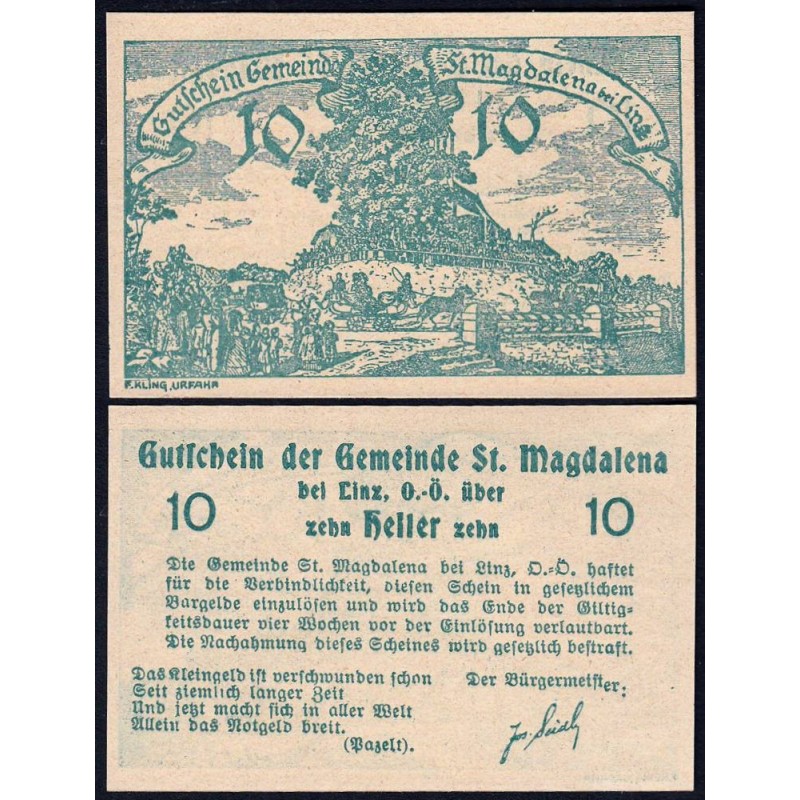 Gutschein Gemeinde
St. Magdalena bei Linz
10 10
F. KLING, URFAHR
Gutschein der Gemeinde St. Magdalena
bei Linz, O.-Ö. über
10 zehn Heller zehn 10
Die Gemeinde St. Magdalena bei Linz, O.-Ö. haftet
für die Verbindlichkeit, diesen Schein in gesetzlichem
Bargelde einzulösen und wird das Ende der Giltig-
keitsdauer vier Wochen vor der Einlösung verlautbart.
Die Nachahmung dieses Scheines wird gesetzlich bestraft.
Das Kleingeld ist verschwunden schon
Seit ziemlich langer Zeit
Und jetzt macht sich in aller Welt
Allein das Notgeld breit.
(Pazelt).
Der Bürgermeister: